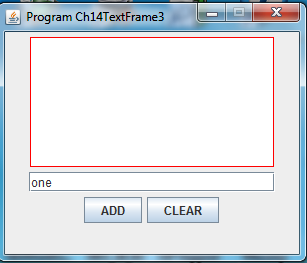 Program Ch14TextFrame3
one
ADD CLEAR